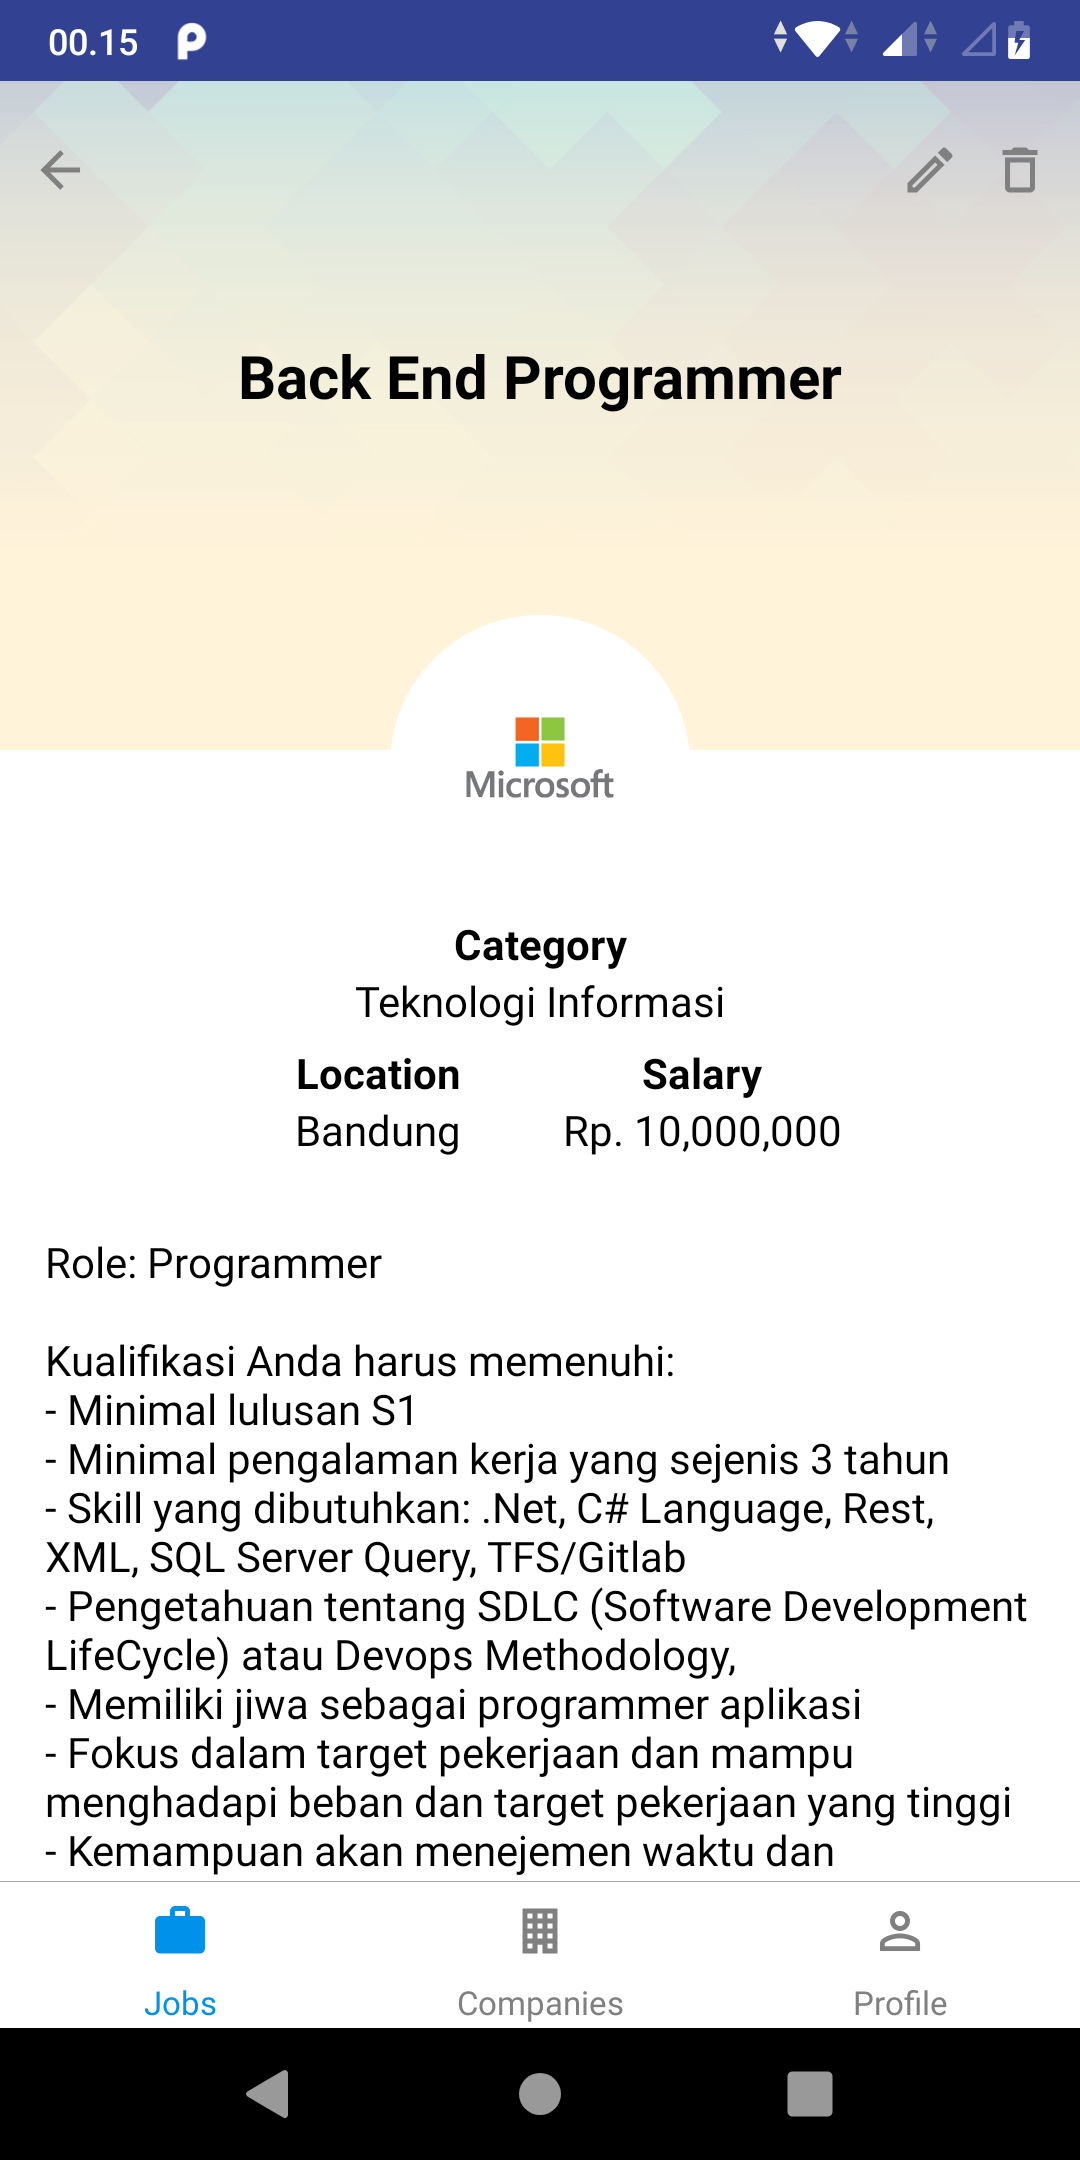 00.15
Back End Programmer
Microsoft
Category
Teknologi Informasi
Location
Salary
Bandung
Rp. 10,000,000
Role: Programmer
Kualifikasi Anda harus memenuhi:
- Minimal lulusan S1
- Minimal pengalaman kerja yang sejenis 3 tahun
- Skill yang dibutuhkan: .Net, C# Language, Rest,
XML, SQL Server Query, TFS/Gitlab
- Pengetahuan tentang SDLC (Software Development
LifeCycle) atau Devops Methodology,
- Memiliki jiwa sebagai programmer aplikasi
- Fokus dalam target pekerjaan dan mampu
menghadapi beban dan target pekerjaan yang tinggi
- Kemampuan akan menejemen waktu dan
Jobs
Companies
Profile